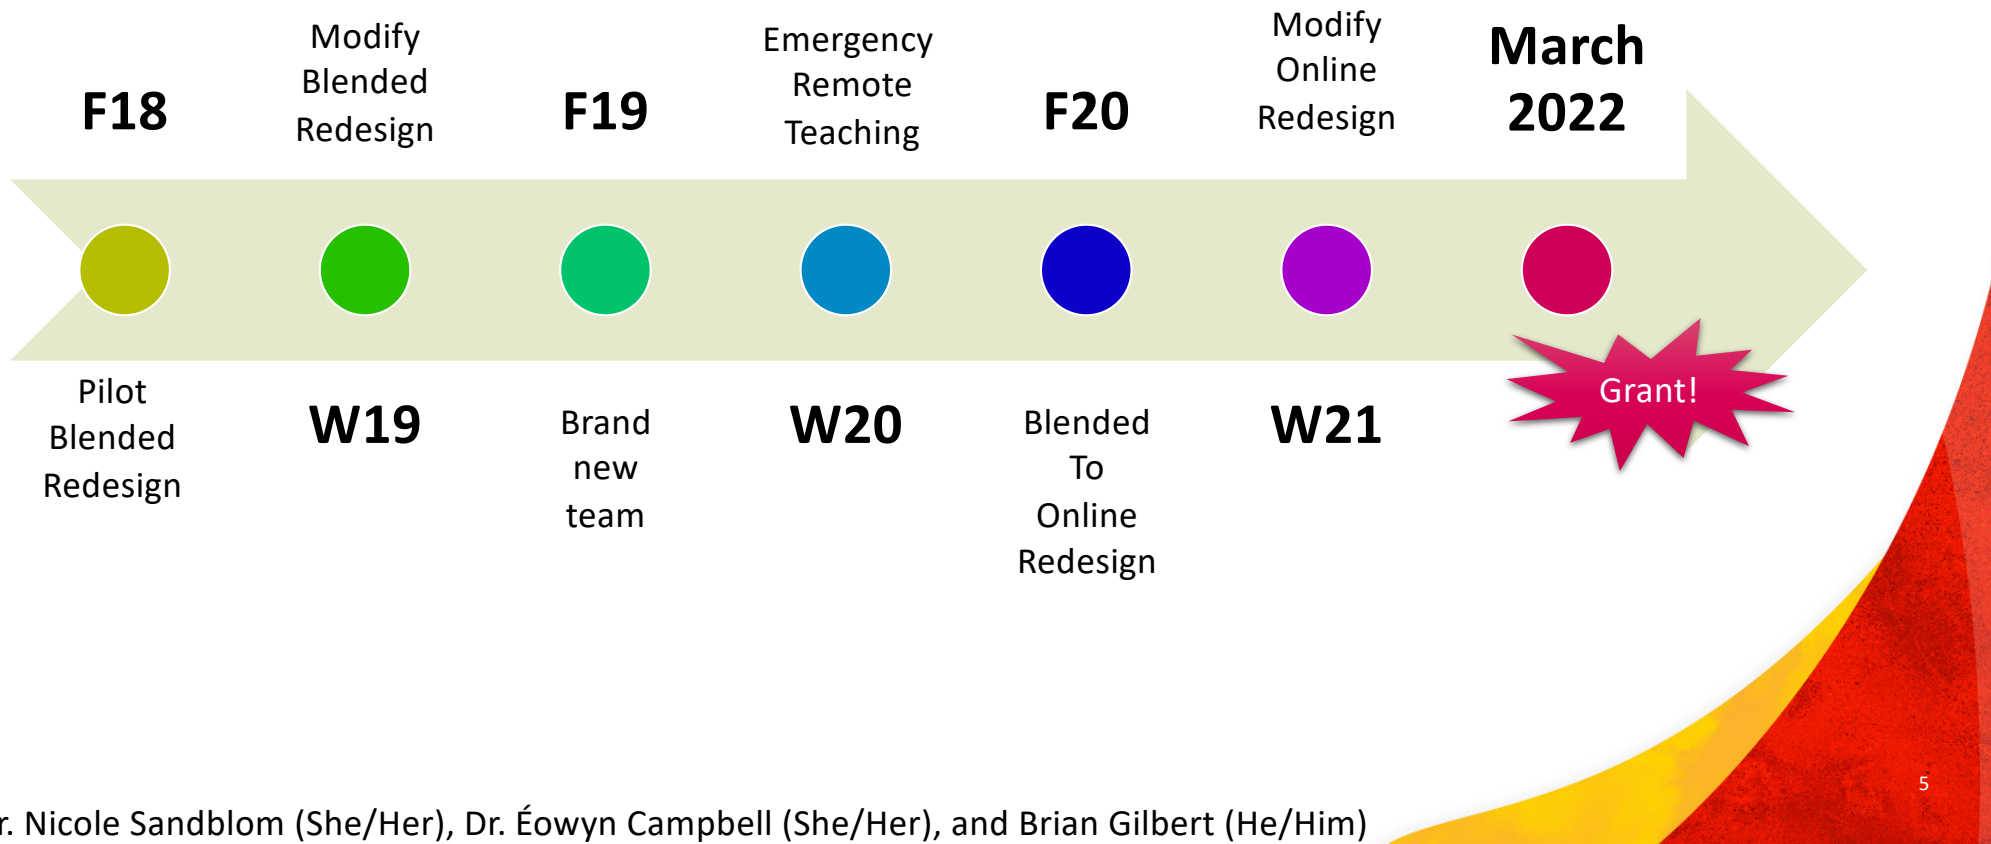 F18
Pilot
Blended
Redesign
Modify
Blended
Redesign
W19
F19
Brand
new
team
Emergency
Remote
Teaching
W20
F20
Blended
To
Online
Redesign
Modify
Online
Redesign
W21
March
2022
Grant!
r. Nicole Sandblom (She/Her), Dr. Éowyn Campbell (She/Her), and Brian Gilbert (He/Him)
5